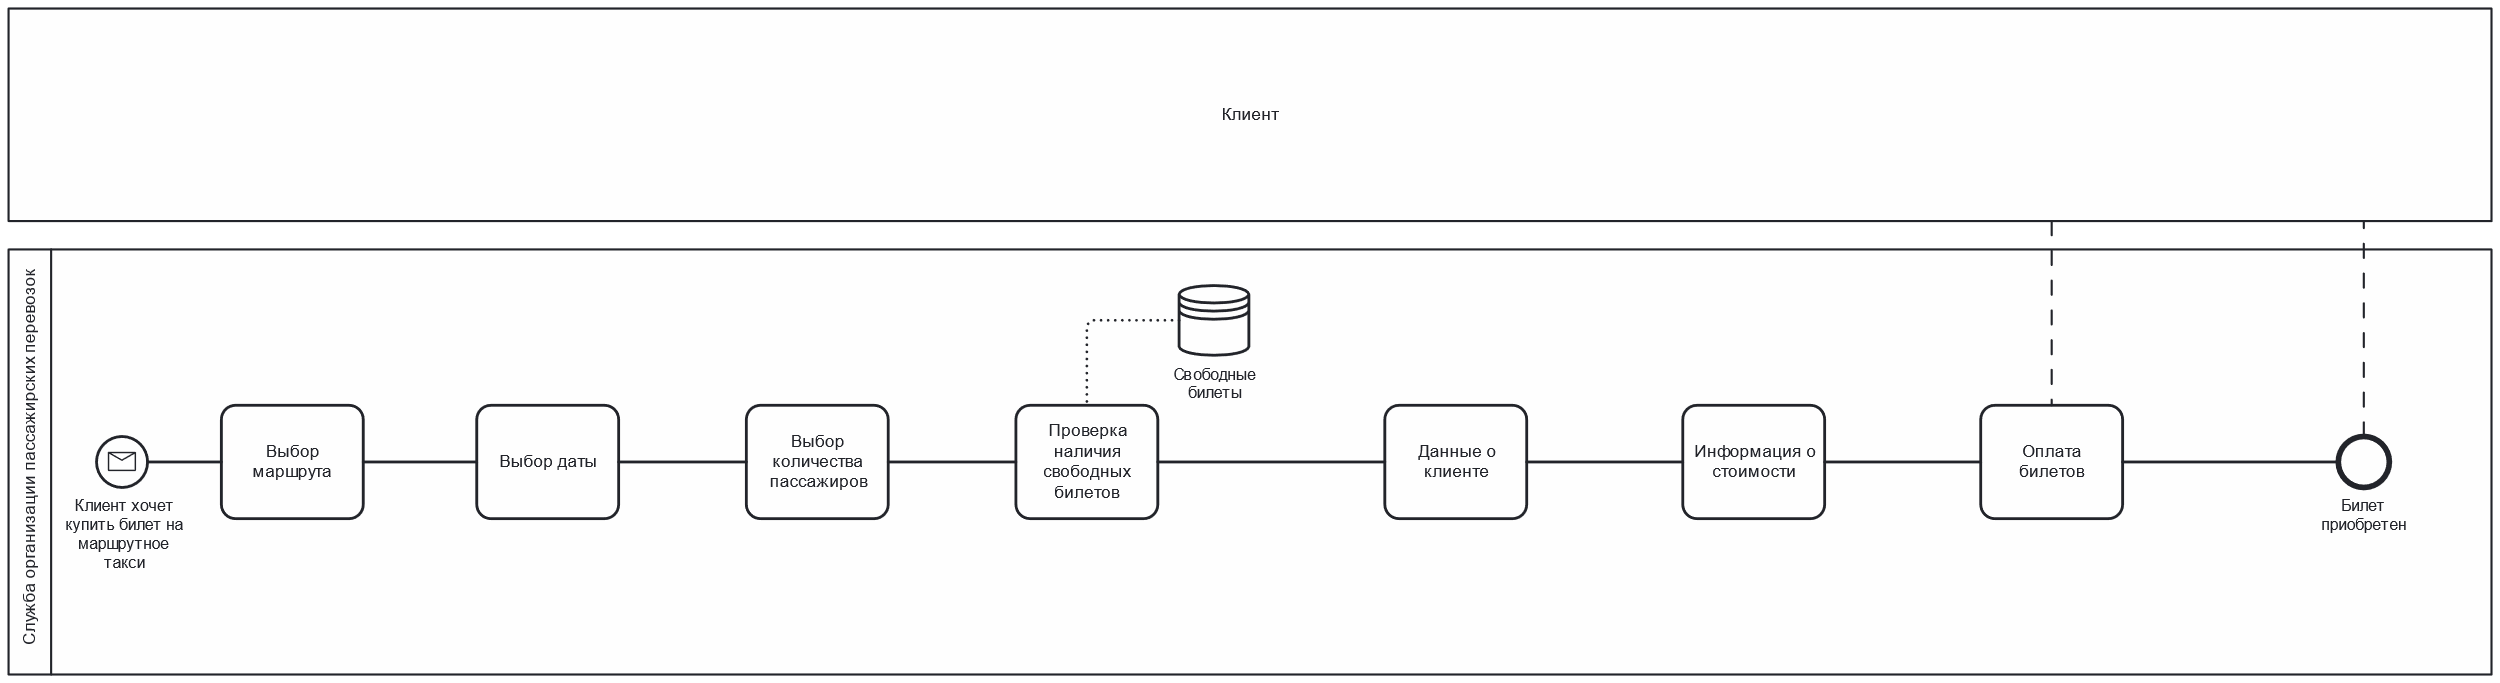 Клиент
Служба организации пассажирских перевозок
Свободные
билеты
Клиент хочет
купить билет на
маршрутное
такси
Выбор
маршрута
Выбор даты
Выбор
количества
пассажиров
Проверка
наличия
свободных
билетов
Данные о
клиенте
Информация о
стоимости
Оплата
билетов
Билет
приобретен